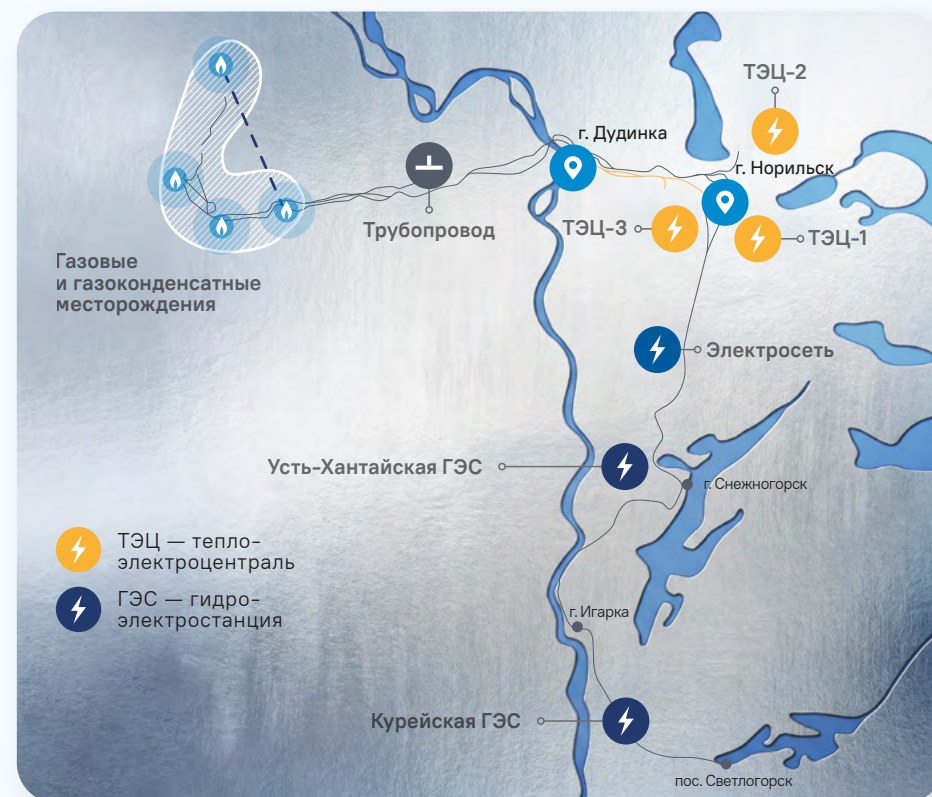 ТЭЦ-2
г. Дудинка
г. Норильск
Трубопровод
ТЭЦ-3
ТЭЦ-1
Газовые
и газоконденсатные
месторождения
Электросеть
Усть-Хантайская ГЭС
г. Снежногорск
ТЭЦ — тепло-
электроцентраль
ГЭС — гидро-
электростанция
г. Игарка
Курейская ГЭС
пос. Светлогорск